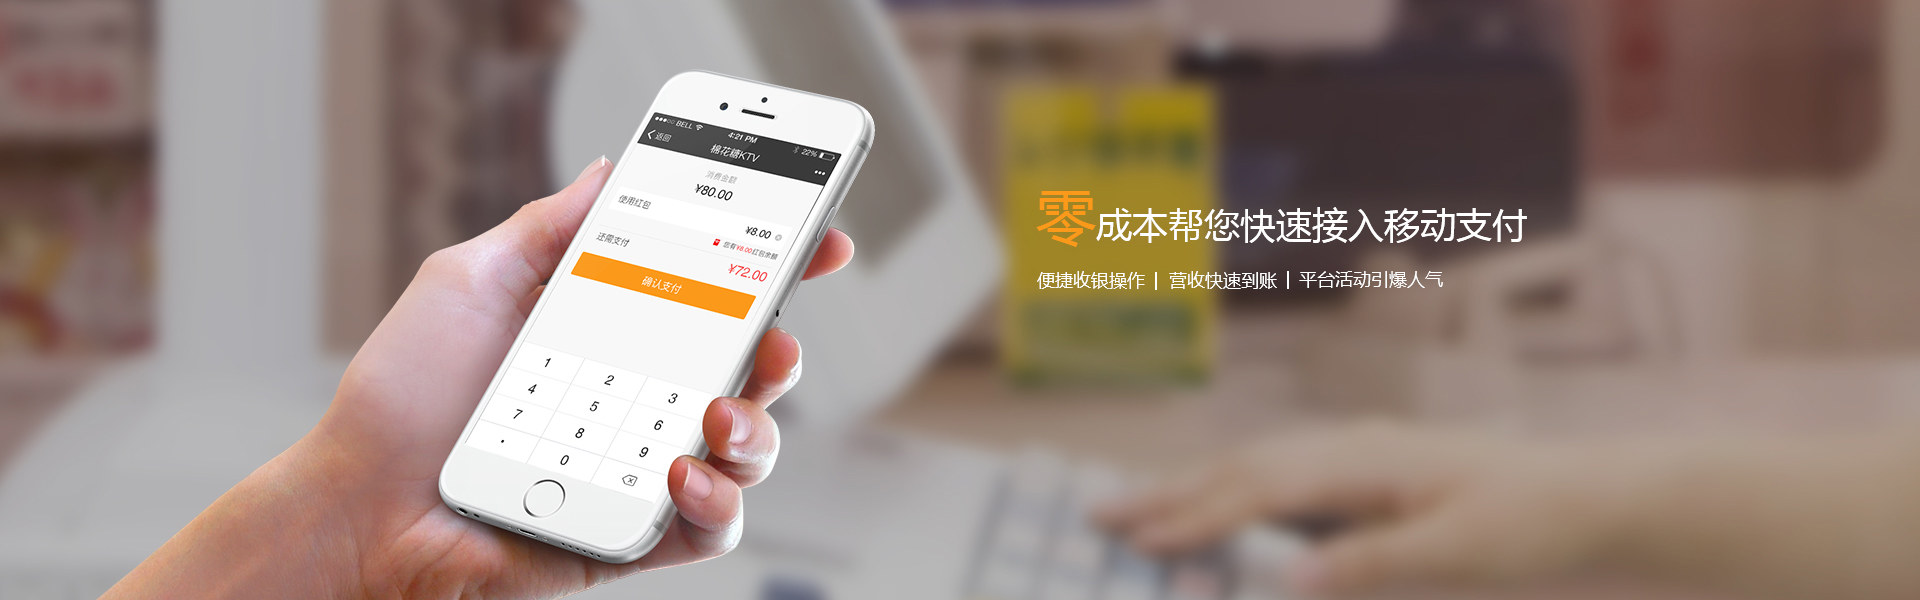 ●●●○○ BELL 4:21 PM 22%
返回 棉花糖KTV •••
消费金额
¥80.00
使用红包
¥8.00
您有¥8.00红包余额
还需支付
¥72.00
确认支付
1 2 3
4 5 6
7 8 9
. 0
零成本帮您快速接入移动支付
便捷收银操作 | 营收快速到账 | 平台活动引爆人气